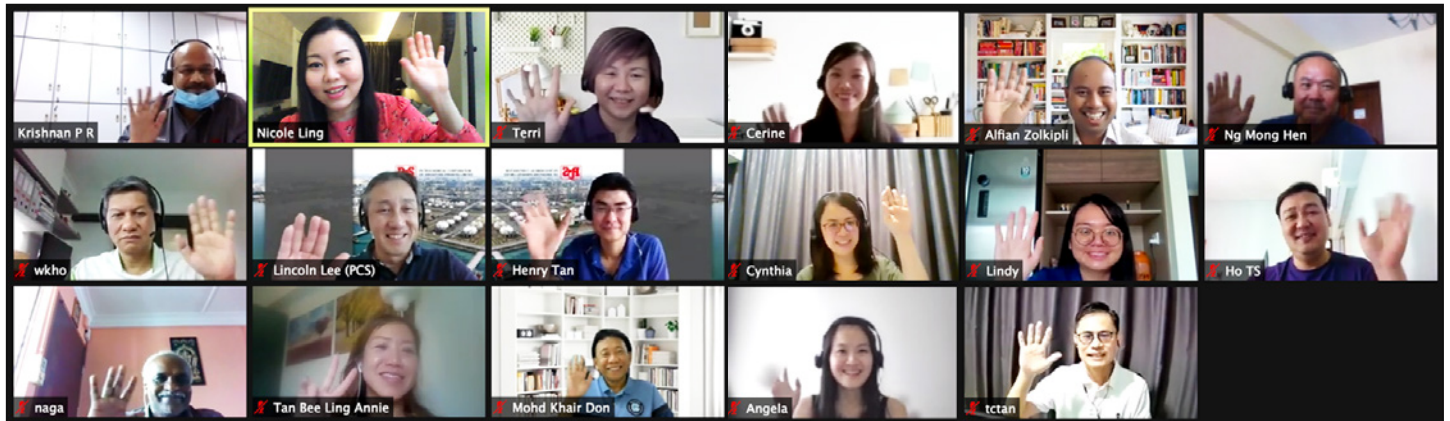 Krishnan P R
Nicole Ling
Terri
Cerine
Alfian Zolkipli
Ng Mong Hen
wkho
Lincoln Lee (PCS)
Henry Tan
Cynthia
Lindy
Ho TS
naga
Tan Bee Ling Annie
Mohd Khair Don
Angela
tctan